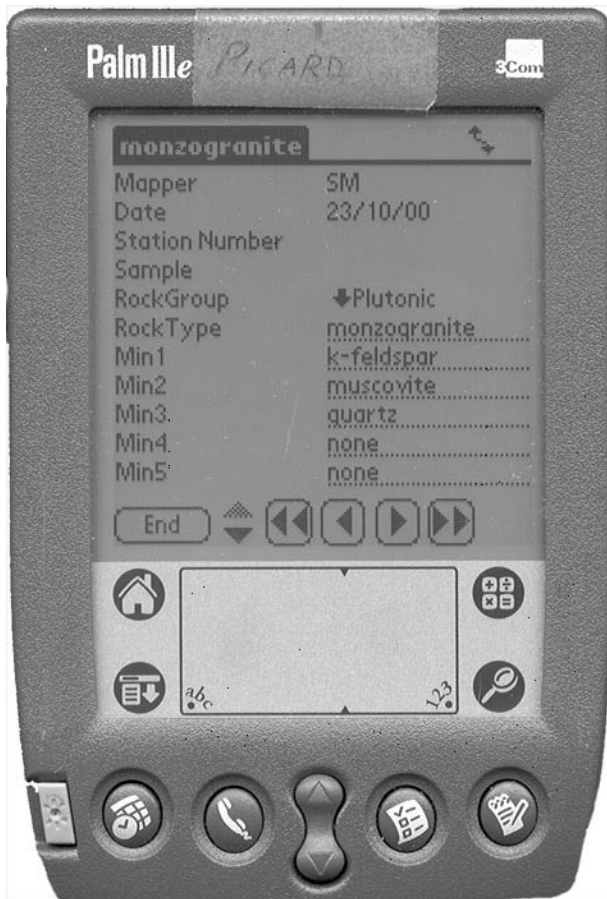 Palm IIIe PICARD 3Com
monzogranite
Mapper SM
Date 23/10/00
Station Number
Sample
RockGroup Plutonic
RockType monzogranite
Min1 k-feldspar
Min2 muscovite
Min3 quartz
Min4 none
Min5 none
End
abc 123